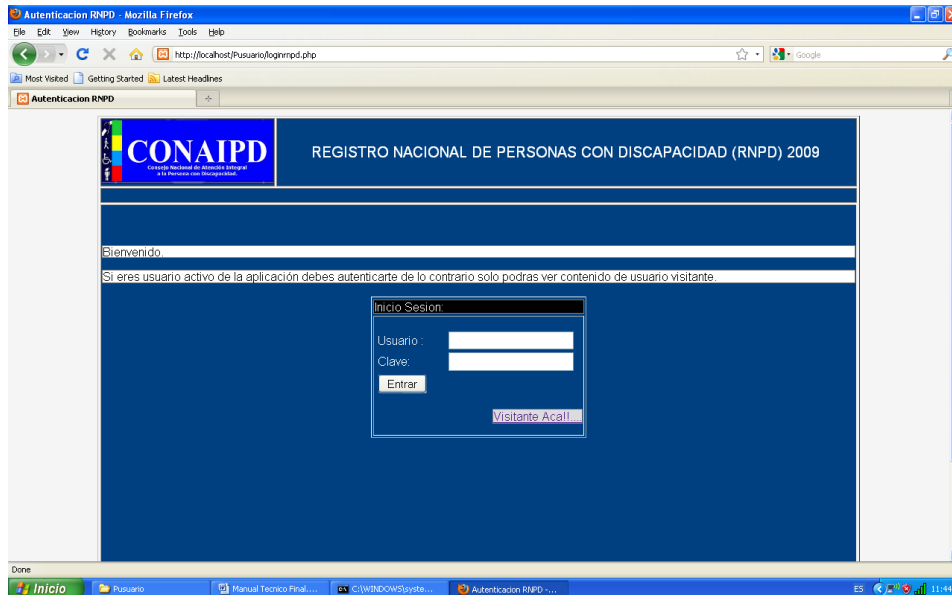 Autenticacion RNPD - Mozilla Firefox
File Edit View History Bookmarks Tools Help
http://localhost/Pusuario/loginrnpd.php
Google
Most Visited Getting Started Latest Headlines
Autenticacion RNPD
CONAIPD
Consejo Nacional de Atención Integral
a la Persona con Discapacidad.
REGISTRO NACIONAL DE PERSONAS CON DISCAPACIDAD (RNPD) 2009
Bienvenido,
Si eres usuario activo de la aplicación debes autenticarte de lo contrario solo podras ver contenido de usuario visitante.
Inicio Sesion:
Usuario :
Clave:
Entrar
Visitante Aca!!...
Done
Inicio Pusuario Manual Tecnico Final.... C:\WINDOWS\syste... Autenticacion RNPD -... ES 11:44